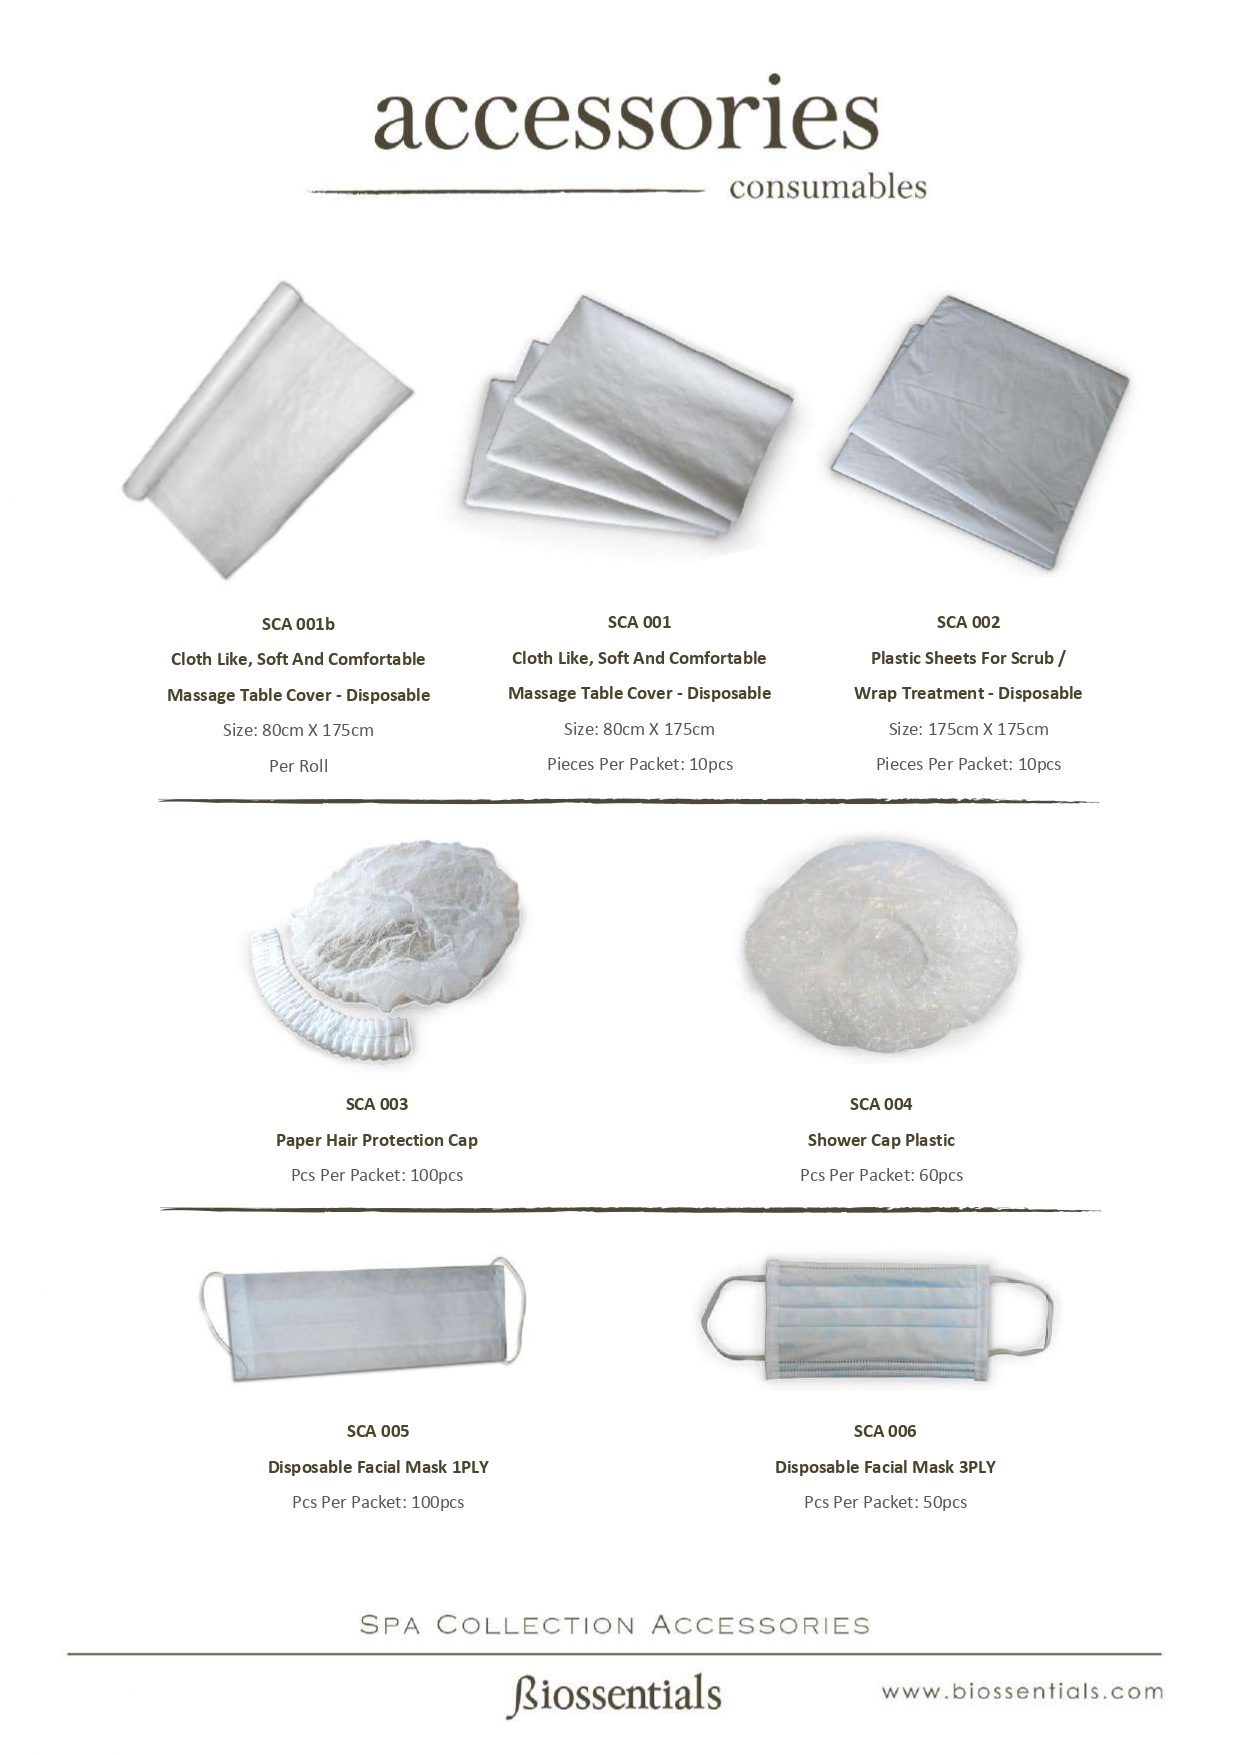 accessories
consumables
SCA 001b
Cloth Like, Soft And Comfortable
Massage Table Cover - Disposable
Size: 80cm X 175cm
Per Roll
SCA 001
Cloth Like, Soft And Comfortable
Massage Table Cover - Disposable
Size: 80cm X 175cm
Pieces Per Packet: 10pcs
SCA 002
Plastic Sheets For Scrub /
Wrap Treatment - Disposable
Size: 175cm X 175cm
Pieces Per Packet: 10pcs
SCA 003
Paper Hair Protection Cap
Pcs Per Packet: 100pcs
SCA 004
Shower Cap Plastic
Pcs Per Packet: 60pcs
SCA 005
Disposable Facial Mask 1PLY
Pcs Per Packet: 100pcs
SCA 006
Disposable Facial Mask 3PLY
Pcs Per Packet: 50pcs
Spa Collection Accessories
βiossentials
www.biossentials.com